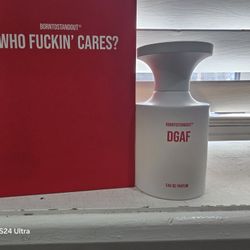 BORNTOSTANDOUT®
WHO FUCKIN' CARES?
BORNTOSTANDOUT®
DGAF
EAU DE PARFUM
S24 Ultra